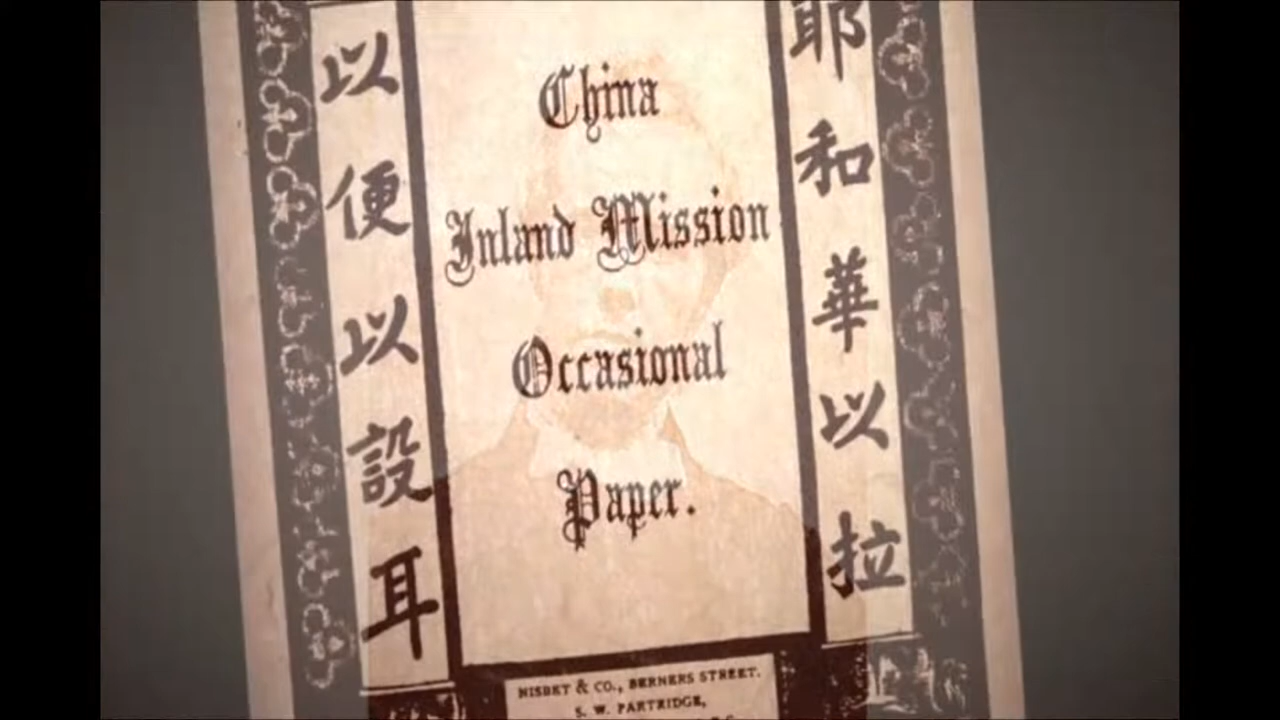 以便以設耳
China
Inland Mission
Occasional
Paper.
耶和華以拉
NISBET & CO., BERNERS STREET.
S. W. PARTRIDGE,